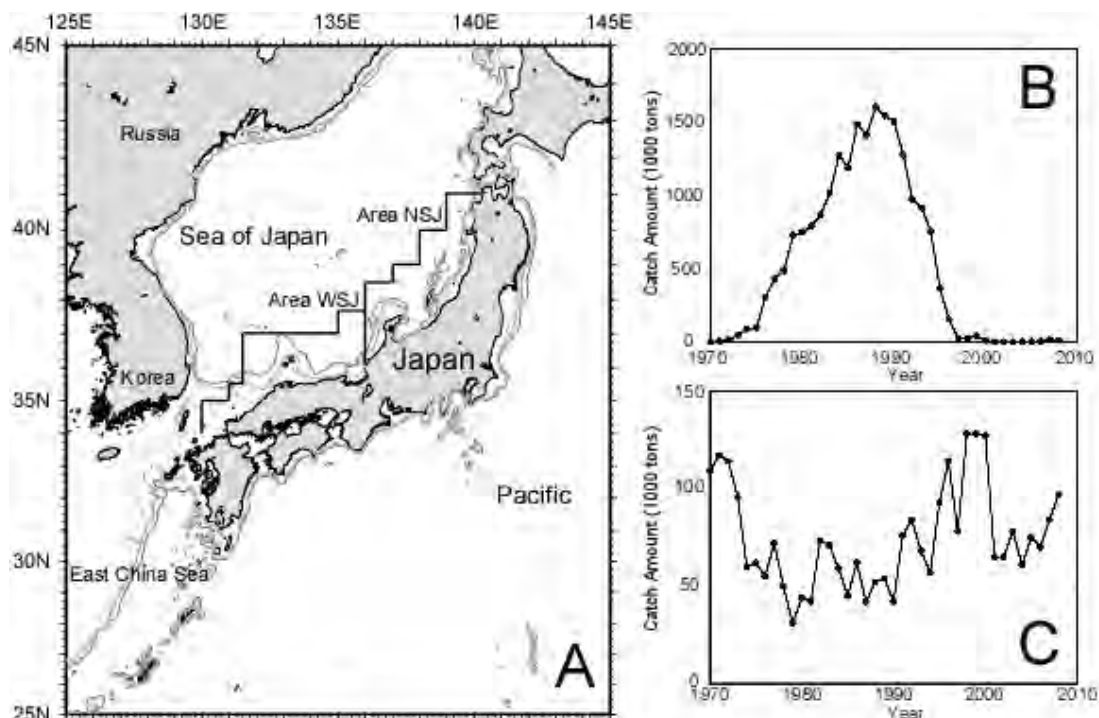 125E 130E 135E 140E 145E
45N
40N
35N
30N
25N
Russia
Sea of Japan
Area NSJ
Area WSJ
Korea
Japan
Pacific
East China Sea
A
2000
1500
1000
500
0
Catch Amount (1000 tons)
B
1970 1980 1990 2000 2010
Year
150
100
50
0
Catch Amount (1000 tons)
C
1970 1980 1990 2000 2010
Year